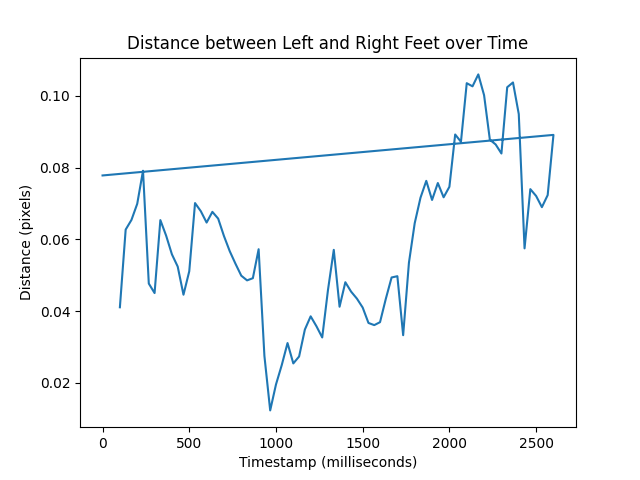 Distance between Left and Right Feet over Time
Distance (pixels)
0.10
0.08
0.06
0.04
0.02
0 500 1000 1500 2000 2500
Timestamp (milliseconds)